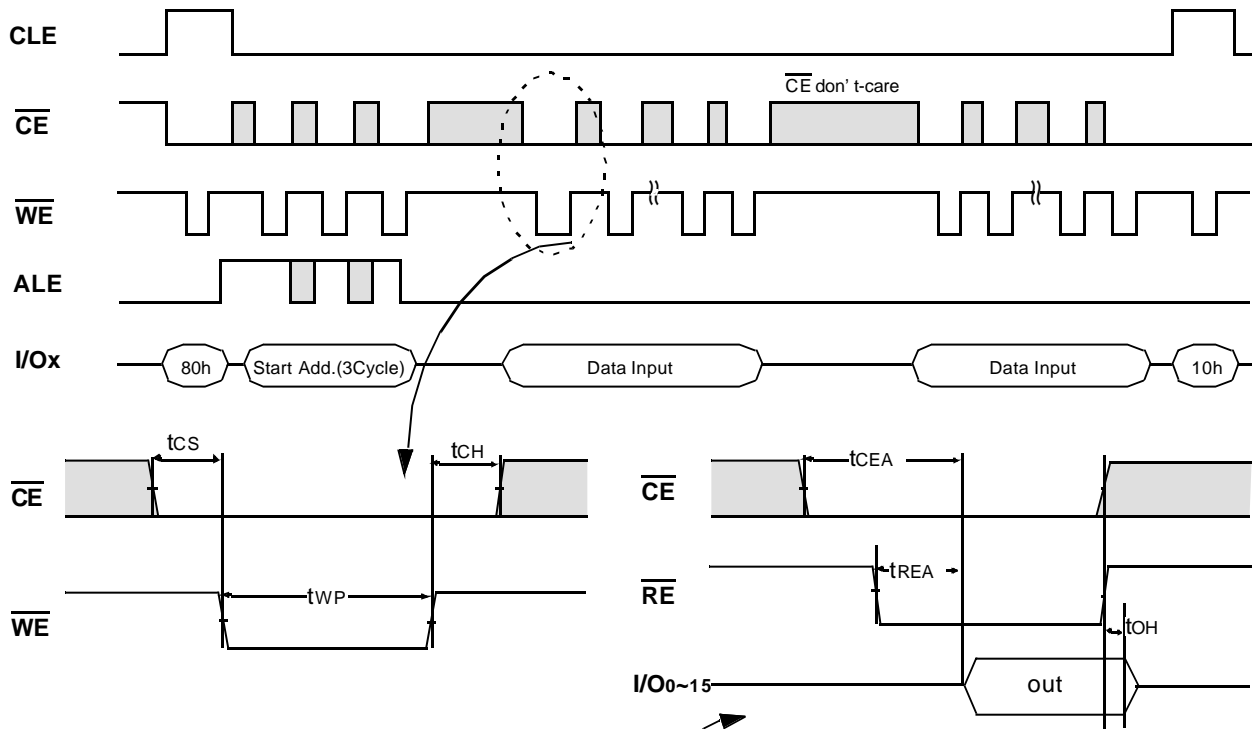 CLE
CE don' t-care
CE
WE
ALE
I/Ox
80h
Start Add.(3Cycle)
Data Input
Data Input
10h
tCS
tCH
CE
tWP
WE
tCEA
CE
tREA
RE
tOH
I/O0~15
out